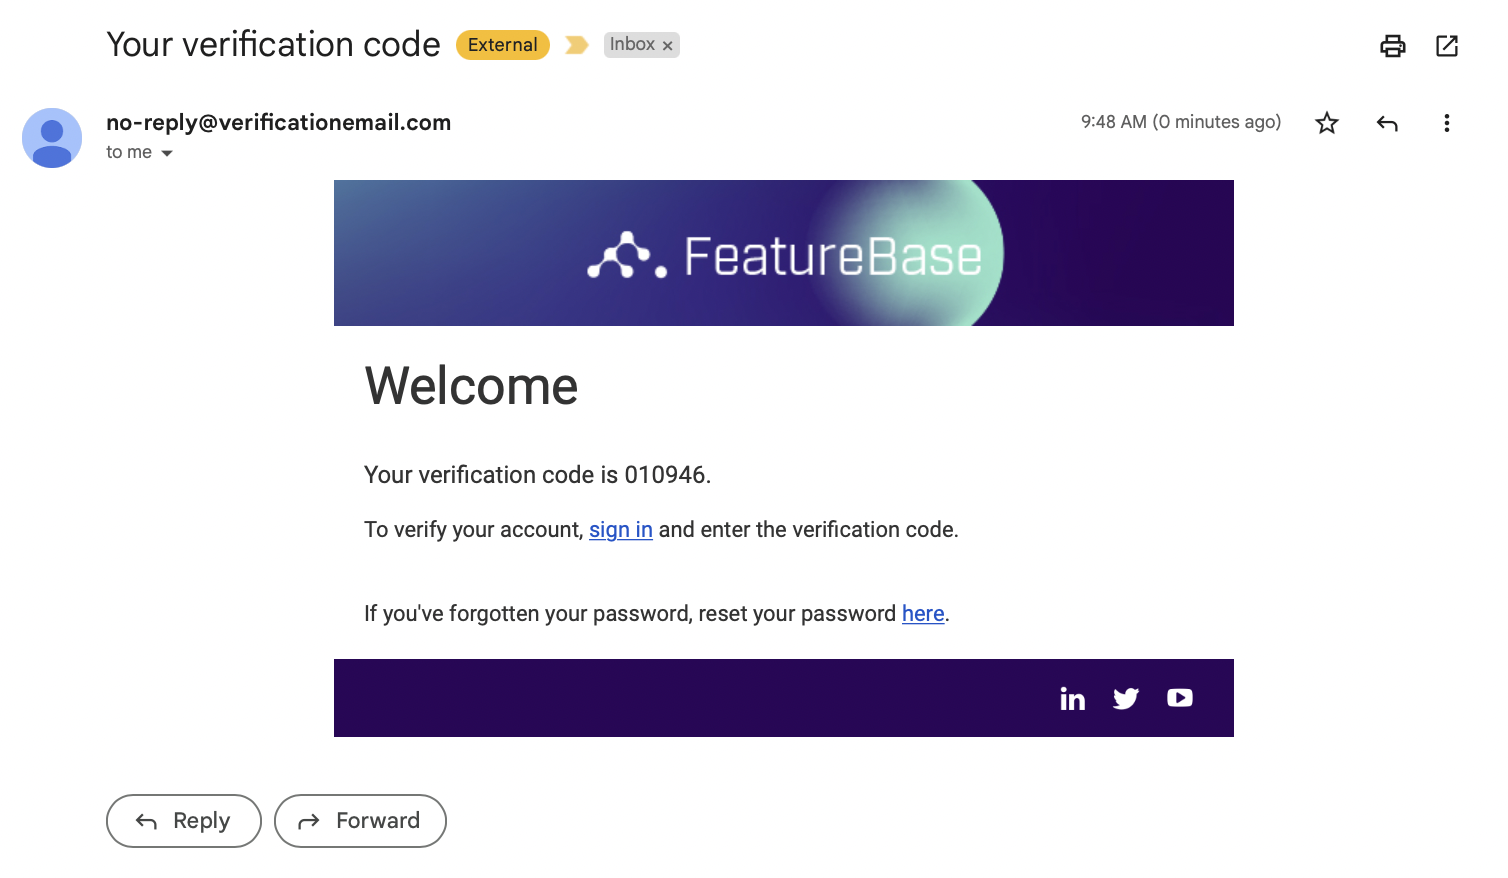 Your verification code External Inbox ×
no-reply@verificationemail.com 9:48 AM (0 minutes ago)
to me
FeatureBase
Welcome
Your verification code is 010946.
To verify your account, sign in and enter the verification code.
If you've forgotten your password, reset your password here.
in
Reply Forward